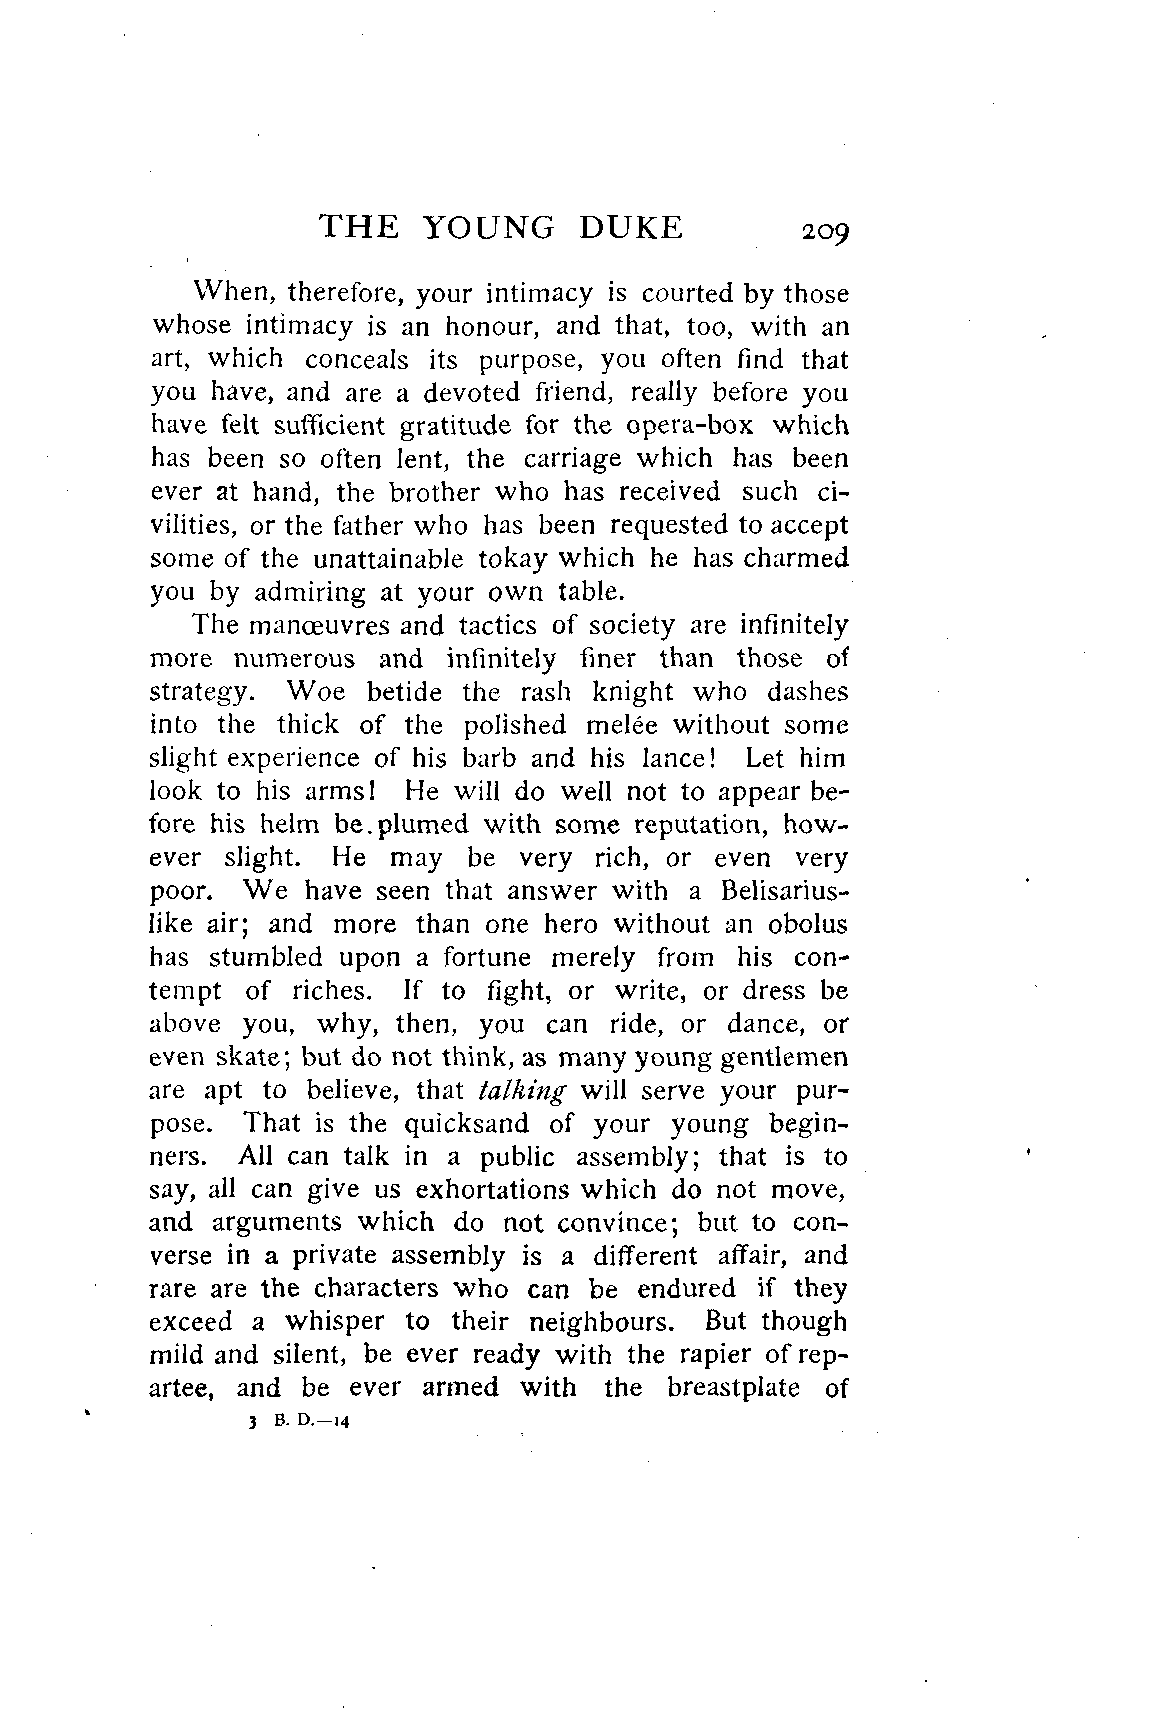 THE YOUNG DUKE 209
When, therefore, your intimacy is courted by those
whose intimacy is an honour, and that, too, with an
art, which conceals its purpose, you often find that
you have, and are a devoted friend, really before you
have felt sufficient gratitude for the opera-box which
has been so often lent, the carriage which has been
ever at hand, the brother who has received such ci-
vilities, or the father who has been requested to accept
some of the unattainable tokay which he has charmed
you by admiring at your own table.
The manœuvres and tactics of society are infinitely
more numerous and infinitely finer than those of
strategy. Woe betide the rash knight who dashes
into the thick of the polished melée without some
slight experience of his barb and his lance! Let him
look to his arms! He will do well not to appear be-
fore his helm be plumed with some reputation, how-
ever slight. He may be very rich, or even very
poor. We have seen that answer with a Belisarius-
like air; and more than one hero without an obolus
has stumbled upon a fortune merely from his con-
tempt of riches. If to fight, or write, or dress be
above you, why, then, you can ride, or dance, or
even skate; but do not think, as many young gentlemen
are apt to believe, that talking will serve your pur-
pose. That is the quicksand of your young begin-
ners. All can talk in a public assembly; that is to
say, all can give us exhortations which do not move,
and arguments which do not convince; but to con-
verse in a private assembly is a different affair, and
rare are the characters who can be endured if they
exceed a whisper to their neighbours. But though
mild and silent, be ever ready with the rapier of rep-
artee, and be ever armed with the breastplate of
3 B. D.—14